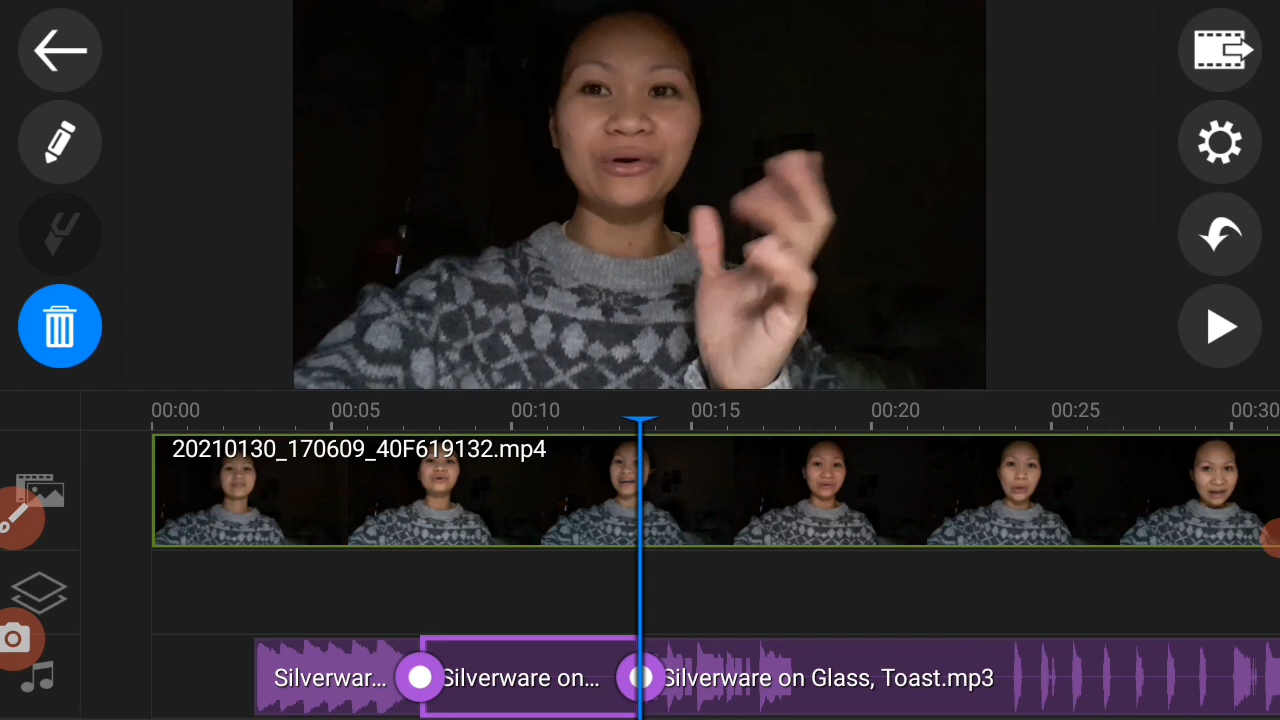 00:00 00:05 00:10 00:15 00:20 00:25 00:30
20210130_170609_40F619132.mp4
Silverwar... Silverware on... Silverware on Glass, Toast.mp3